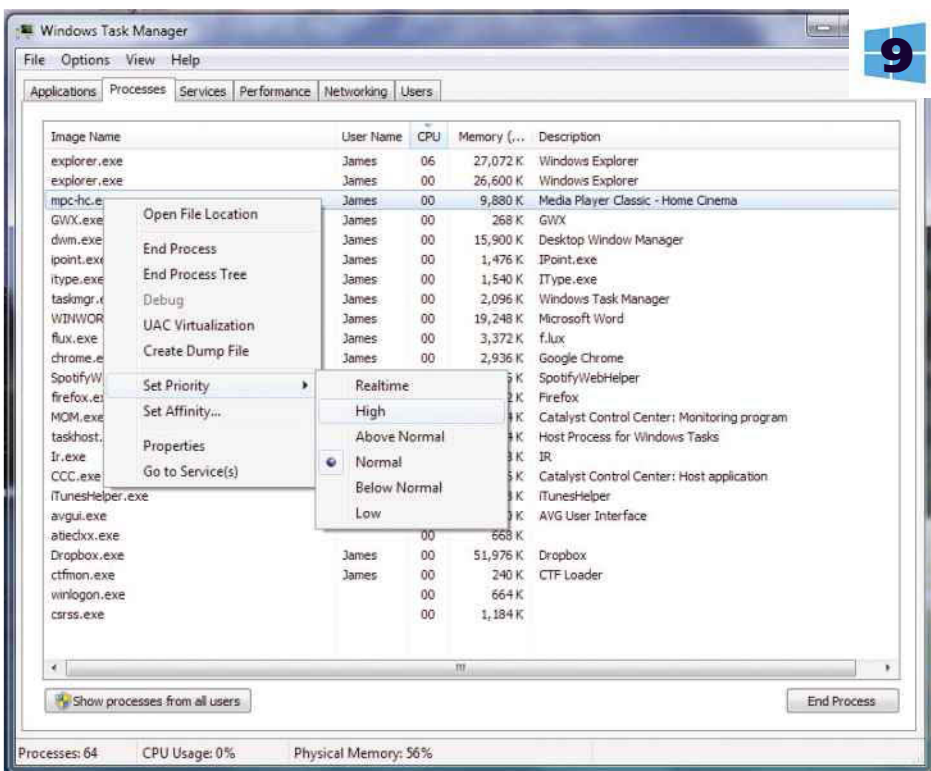 Windows Task Manager
9
File Options View Help
Applications Processes Services Performance Networking Users
Image Name User Name CPU Memory (... Description
explorer.exe James 06 27,072 K Windows Explorer
explorer.exe James 00 26,600 K Windows Explorer
mpc-hc.e James 00 9,880 K Media Player Classic - Home Cinema
GWX.exe James 00 268 K GWX
dwm.exe James 00 15,900 K Desktop Window Manager
ipoint.exe James 00 1,476 K IPoint.exe
itype.exe James 00 1,540 K IType.exe
taskmgr.e James 00 2,096 K Windows Task Manager
WINWOR James 00 19,248 K Microsoft Word
flux.exe James 00 3,372 K f.lux
chrome.e James 00 2,936 K Google Chrome
SpotifyW K SpotifyWebHelper
firefox.ex K Firefox
MOM.exe K Catalyst Control Center: Monitoring program
taskhost. K Host Process for Windows Tasks
Ir.exe K IR
CCC.exe K Catalyst Control Center: Host application
iTunesHelper.exe K iTunesHelper
avgui.exe K AVG User Interface
atiedxx.exe 00 668 K
Dropbox.exe James 00 51,976 K Dropbox
ctfmon.exe James 00 240 K CTF Loader
winlogon.exe 00 664 K
csrss.exe 00 1,184 K
Open File Location
End Process
End Process Tree
Debug
UAC Virtualization
Create Dump File
Set Priority
Set Affinity...
Properties
Go to Service(s)
Realtime
High
Above Normal
Normal
Below Normal
Low
Show processes from all users
End Process
Processes: 64 CPU Usage: 0% Physical Memory: 56%